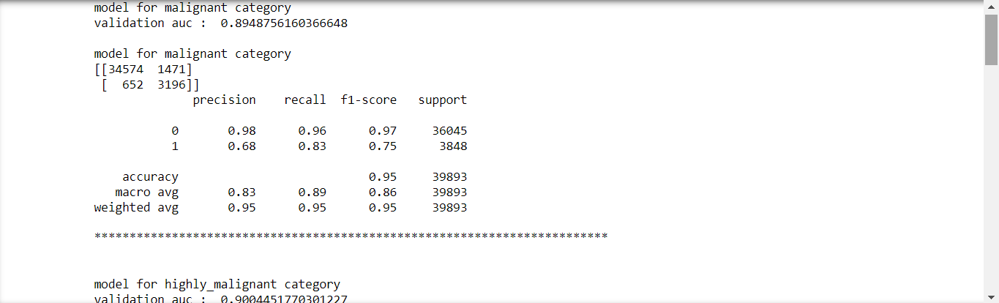 model for malignant category
validation auc :  0.8948756160366648
model for malignant category
[[34574  1471]
 [  652  3196]]
              precision    recall  f1-score   support
           0       0.98      0.96      0.97     36045
           1       0.68      0.83      0.75      3848
    accuracy                           0.95     39893
   macro avg       0.83      0.89      0.86     39893
weighted avg       0.95      0.95      0.95     39893
*************************************************************************
model for highly_malignant category
validation auc :  0.9004451770301227